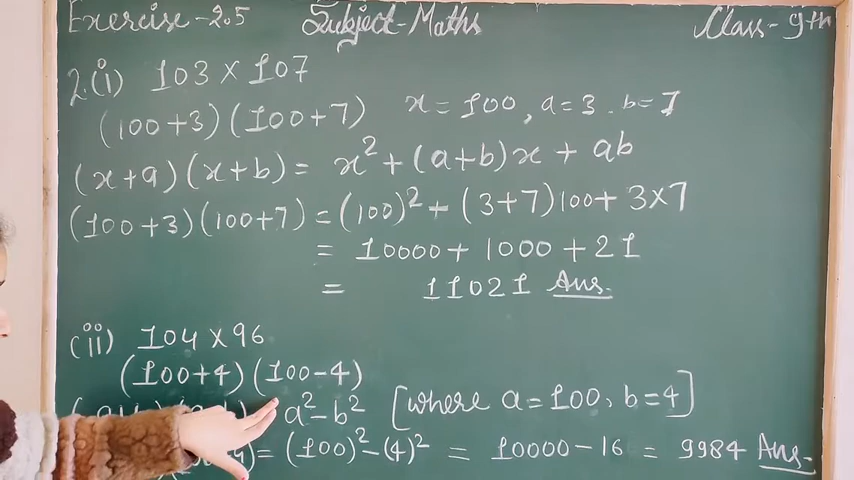 Exercise-2.5 Subject-Maths Class-9th
2.(i) 103 × 107
(100+3) (100+7) x = 100, a = 3. b = 7
(x+a) (x+b) = x² + (a+b)x + ab
(100+3) (100+7) = (100)² + (3+7)100 + 3×7
= 10000 + 1000 + 21
= 11021 Ans.
(ii) 104 × 96
(100+4) (100-4)
a² - b² [where a = 100, b = 4]
= (100)² - (4)² = 10000 - 16 = 9984 Ans.